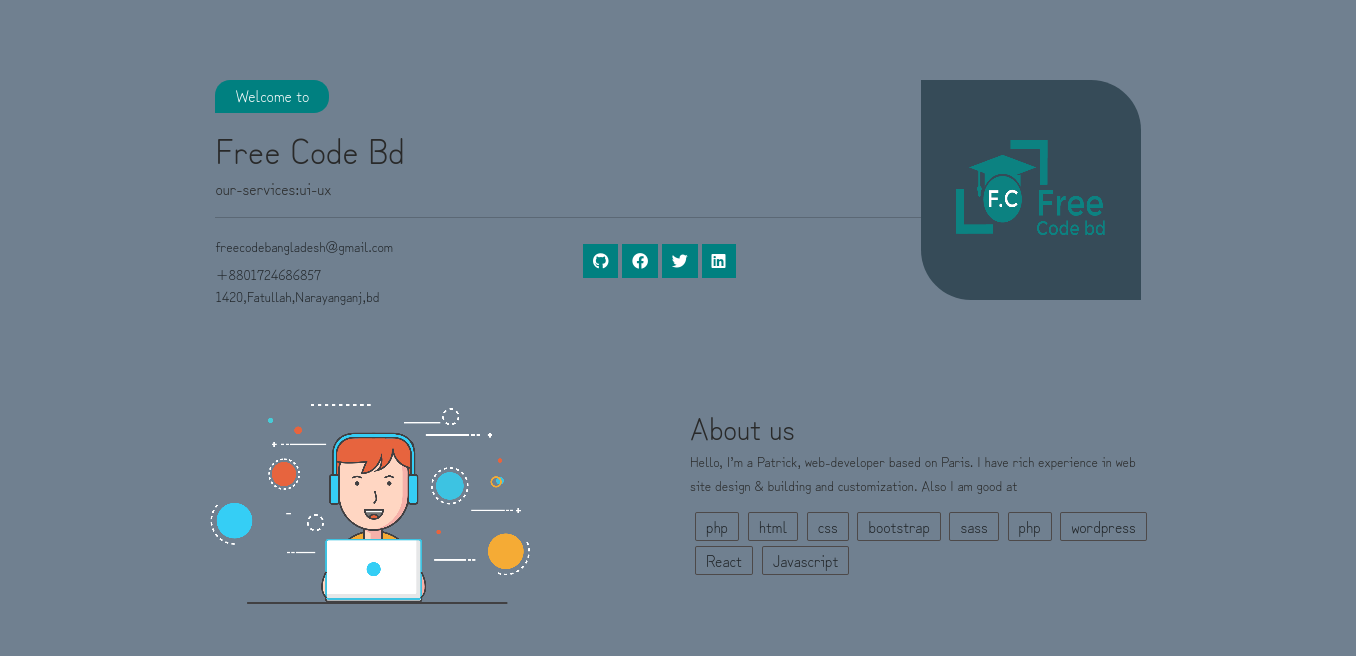 Welcome to
Free Code Bd
our-services:ui-ux
freecodebangladesh@gmail.com
+8801724686857
1420,Fatullah,Narayanganj,bd
F.C
Free
Code bd
About us
Hello, I'm a Patrick, web-developer based on Paris. I have rich experience in web
site design & building and customization. Also I am good at
php html css bootstrap sass php wordpress
React Javascript